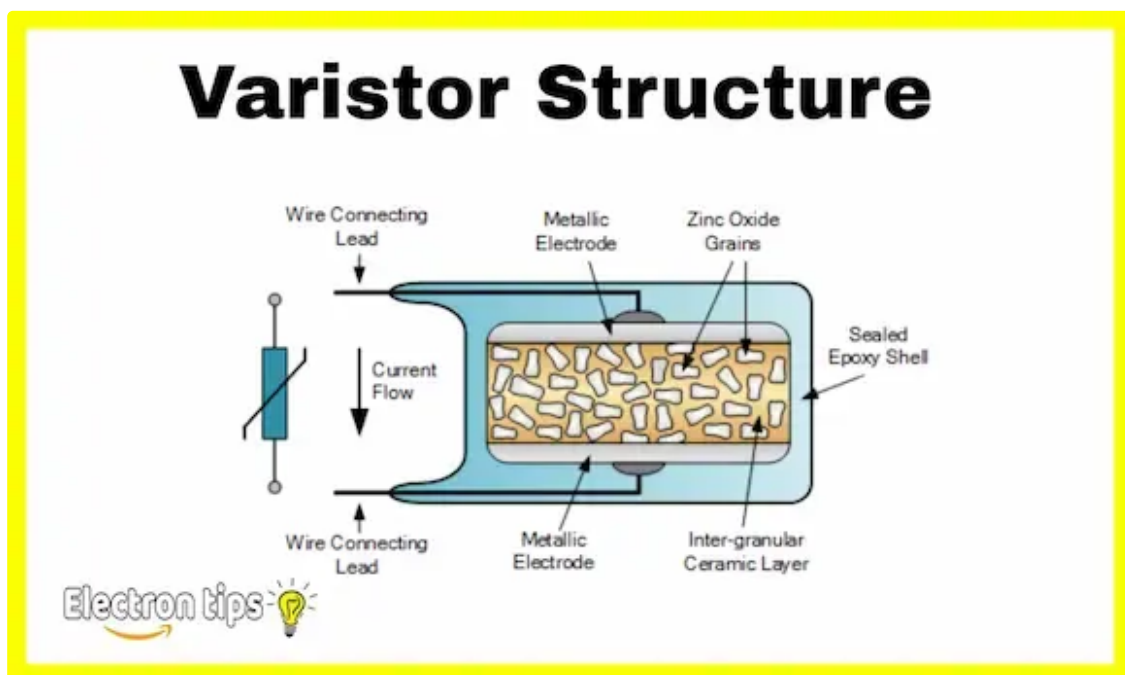 Varistor Structure
Wire Connecting
Lead
Metallic
Electrode
Zinc Oxide
Grains
Sealed
Epoxy Shell
Current
Flow
Wire Connecting
Lead
Metallic
Electrode
Inter-granular
Ceramic Layer
Electron tips